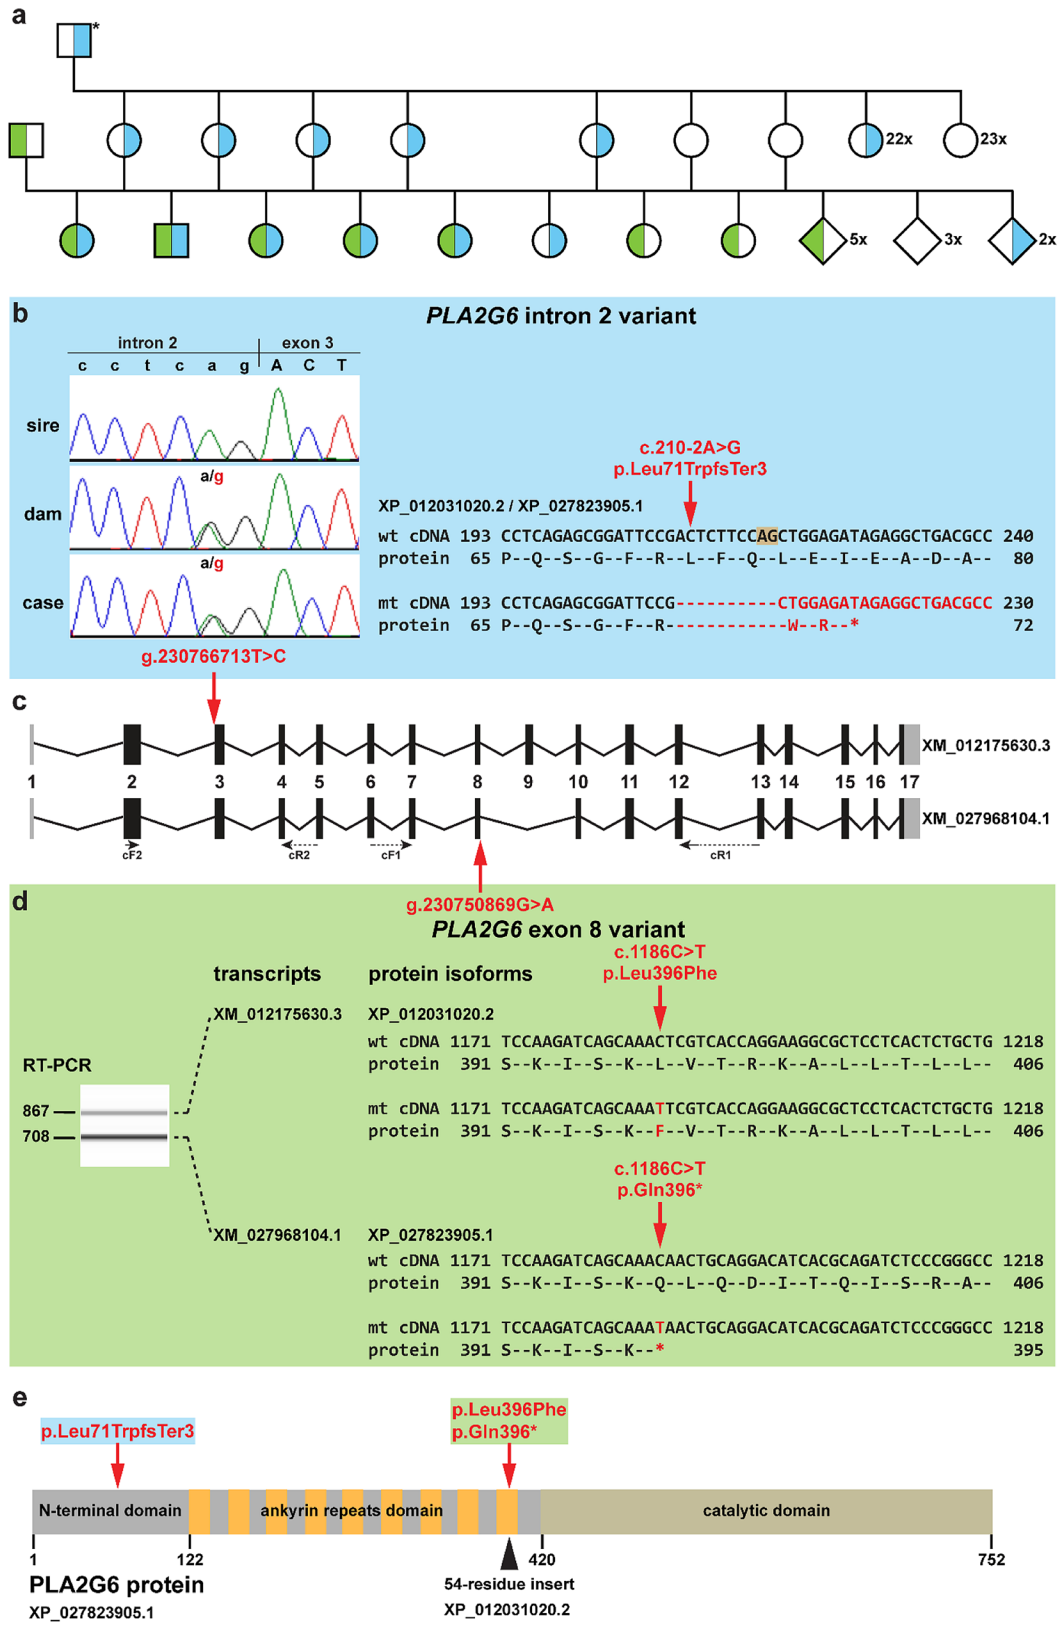 a
*
22x
23x
5x
3x
2x
b
PLA2G6 intron 2 variant
intron 2 exon 3
c c t c a g A C T
sire
a/g
dam
a/g
case
g.230766713T>C
c.210-2A>G
p.Leu71TrpfsTer3
XP_012031020.2 / XP_027823905.1
wt cDNA 193 CCTCAGAGCGGATTCCGACTCTTCCAGCTGGAGATAGAGGCTGACGCC 240
protein 65 P--Q--S--G--F--R--L--F--Q--L--E--I--E--A--D--A-- 80
mt cDNA 193 CCTCAGAGCGGATTCCG----------CTGGAGATAGAGGCTGACGCC 230
protein 65 P--Q--S--G--F--R-----------W--R--* 72
c
XM_012175630.3
1 2 3 4 5 6 7 8 9 10 11 12 13 14 15 16 17
XM_027968104.1
cF2 cR2 cF1 cR1
g.230750869G>A
d
PLA2G6 exon 8 variant
c.1186C>T
p.Leu396Phe
transcripts protein isoforms
XM_012175630.3 XP_012031020.2
wt cDNA 1171 TCCAAGATCAGCAAACTCGTCACCAGGAAGGCGCTCCTCACTCTGCTG 1218
protein 391 S--K--I--S--K--L--V--T--R--K--A--L--L--T--L--L-- 406
RT-PCR
867
708
mt cDNA 1171 TCCAAGATCAGCAAATTCGTCACCAGGAAGGCGCTCCTCACTCTGCTG 1218
protein 391 S--K--I--S--K--F--V--T--R--K--A--L--L--T--L--L-- 406
c.1186C>T
p.Gln396*
XM_027968104.1 XP_027823905.1
wt cDNA 1171 TCCAAGATCAGCAAACAACTGCAGGACATCACGCAGATCTCCCGGGCC 1218
protein 391 S--K--I--S--K--Q--L--Q--D--I--T--Q--I--S--R--A-- 406
mt cDNA 1171 TCCAAGATCAGCAAATAACTGCAGGACATCACGCAGATCTCCCGGGCC 1218
protein 391 S--K--I--S--K--* 395
e
p.Leu71TrpfsTer3
p.Leu396Phe
p.Gln396*
N-terminal domain ankyrin repeats domain catalytic domain
1 122 420 752
PLA2G6 protein
XP_027823905.1
54-residue insert
XP_012031020.2